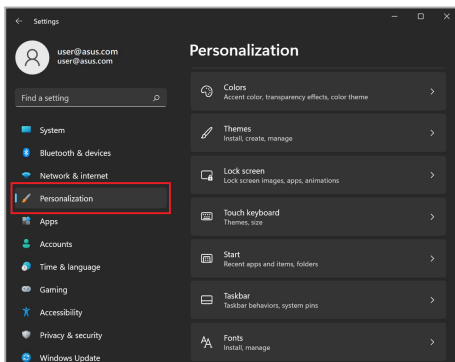 Settings
user@asus.com
user@asus.com
Find a setting
System
Bluetooth & devices
Network & internet
Personalization
Apps
Accounts
Time & language
Gaming
Accessibility
Privacy & security
Windows Update
Personalization
Colors
Accent color, transparency effects, color theme
Themes
Install, create, manage
Lock screen
Lock screen images, apps, animations
Touch keyboard
Themes, size
Start
Recent apps and items, folders
Taskbar
Taskbar behaviors, system pins
Fonts
Install, manage